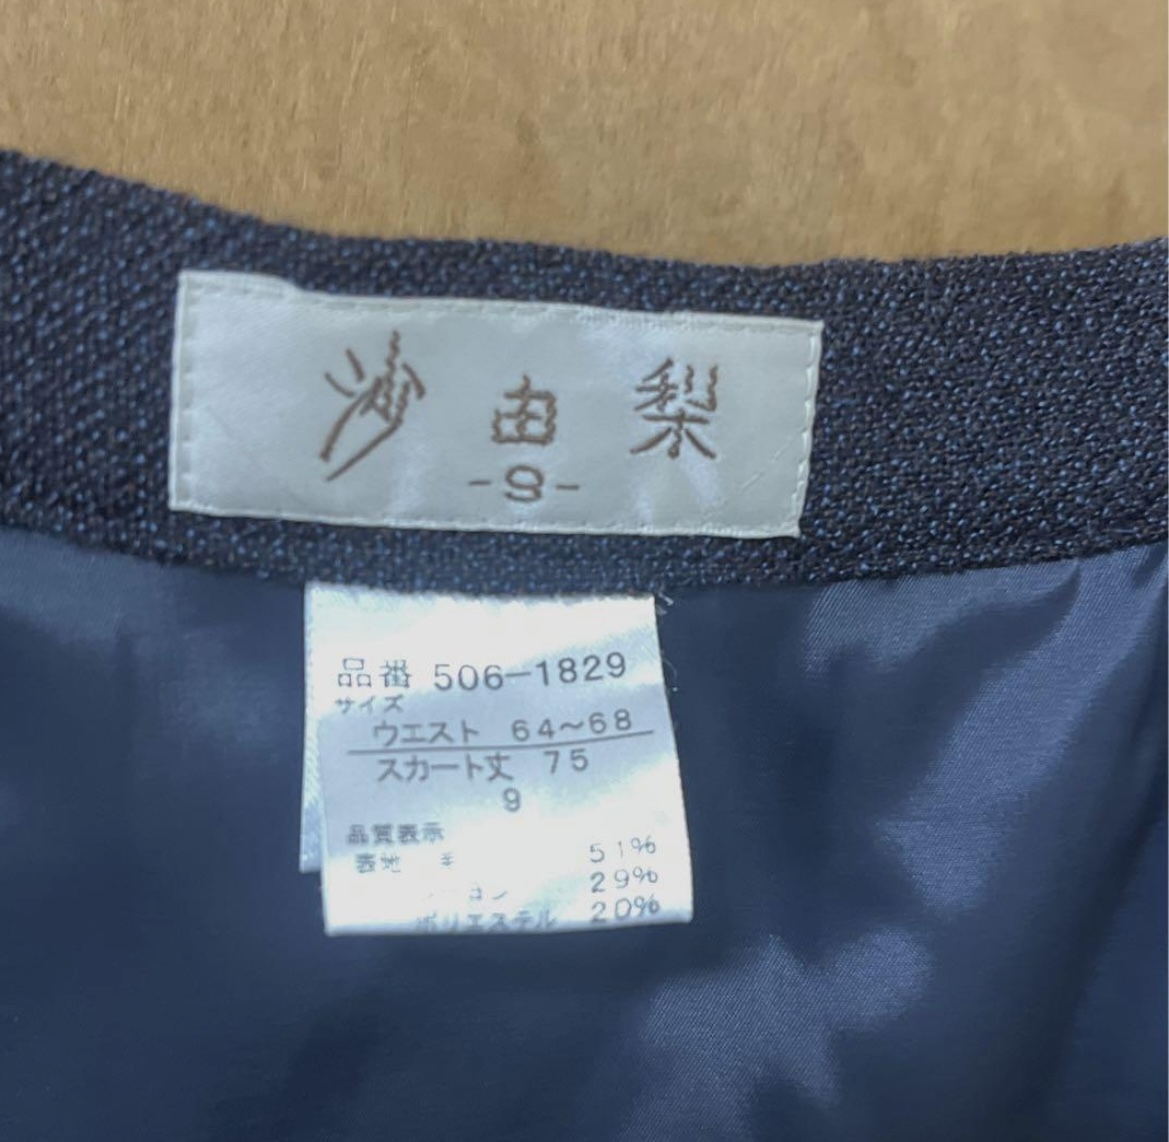 沙由梨
-9-
品番 506-1829
サイズ
ウエスト 64~68
スカート丈 75
9
品質表示
表地 毛 51%
29%
ポリエステル 20%